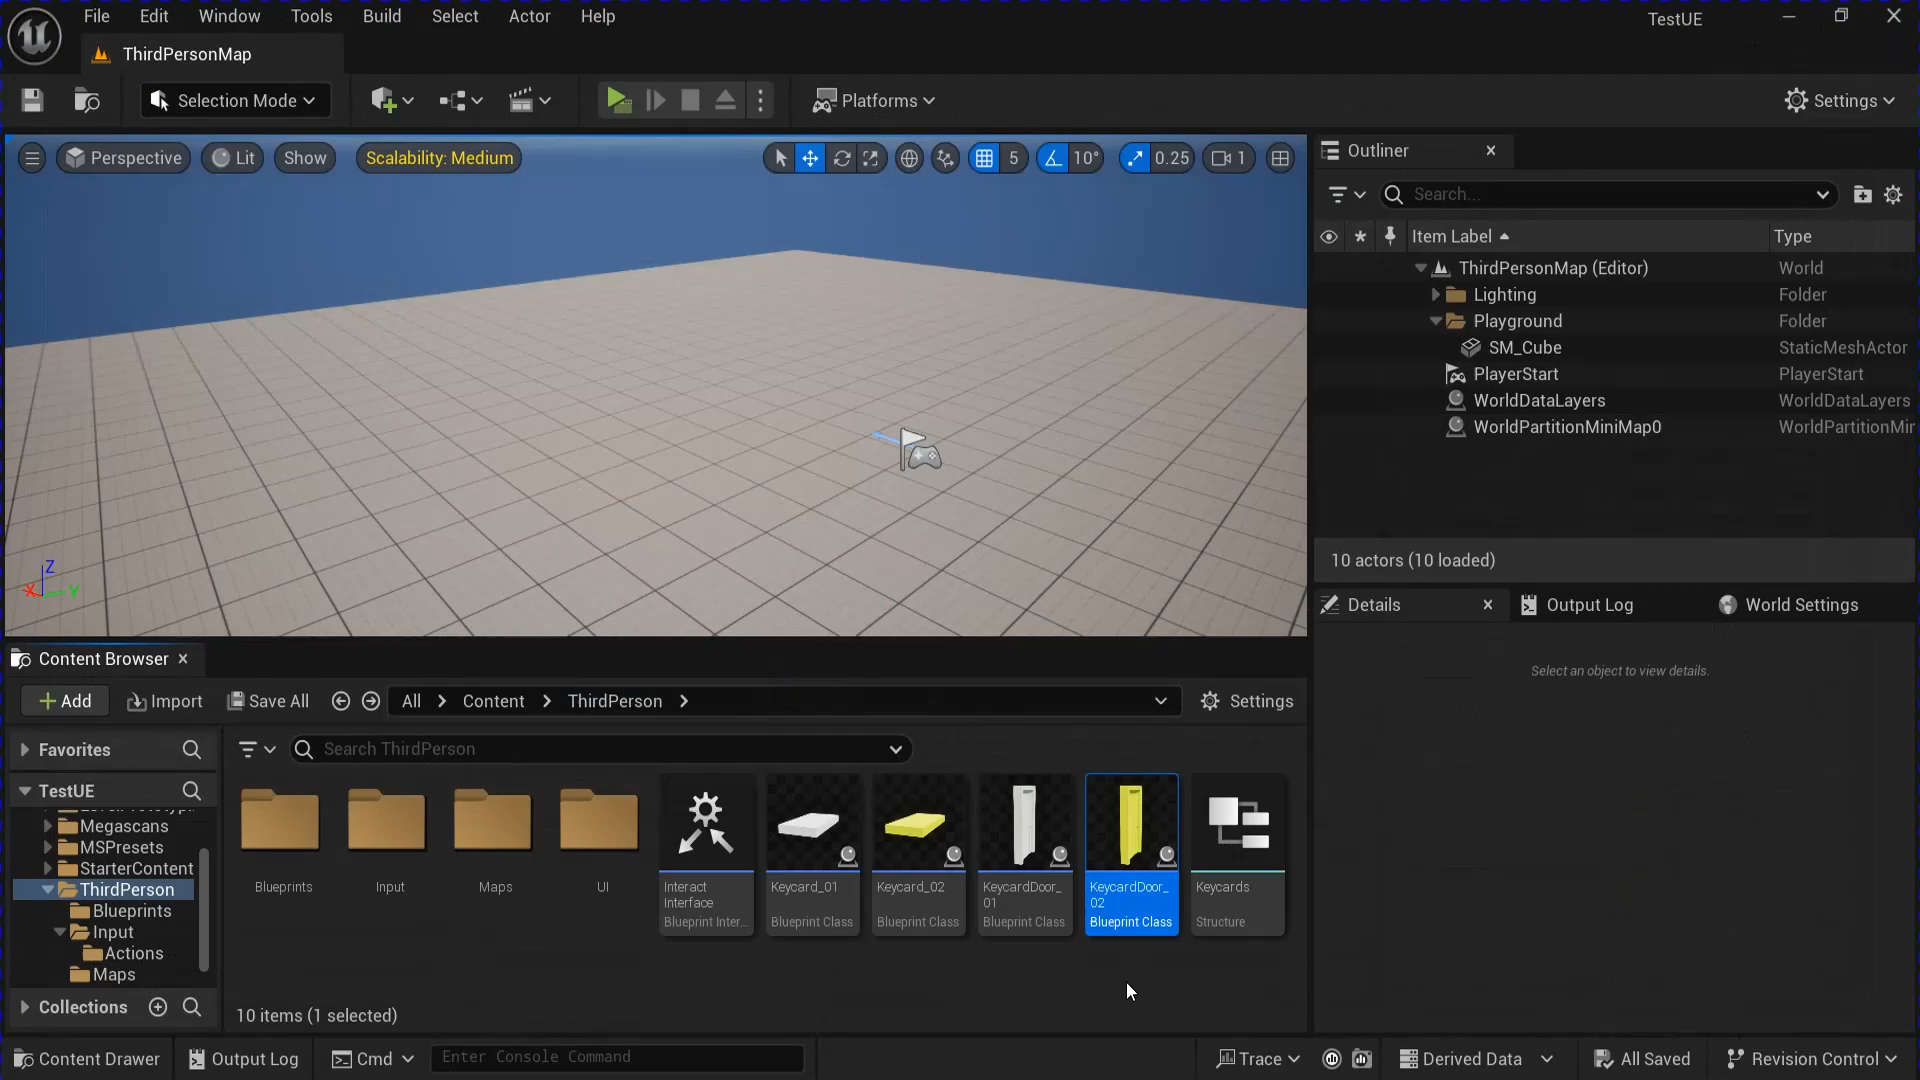 File Edit Window Tools Build Select Actor Help
TestUE
ThirdPersonMap
Selection Mode
Platforms
Settings
Perspective Lit Show Scalability: Medium
5 10° 0.25 1
Outliner
Search...
Item Label Type
ThirdPersonMap (Editor) World
Lighting Folder
Playground Folder
SM_Cube StaticMeshActor
PlayerStart PlayerStart
WorldDataLayers WorldDataLayers
WorldPartitionMiniMap0 WorldPartitionMin
10 actors (10 loaded)
Z
X Y
Details Output Log World Settings
Select an object to view details.
Content Browser
Add Import Save All All Content ThirdPerson Settings
Favorites
Search ThirdPerson
TestUE
Megascans
MSPresets
StarterContent
ThirdPerson
Blueprints
Input
Actions
Maps
Collections
Blueprints
Input
Maps
UI
Interact
Interface
Blueprint Inter...
Keycard_01
Blueprint Class
Keycard_02
Blueprint Class
KeycardDoor_
01
Blueprint Class
KeycardDoor_
02
Blueprint Class
Keycards
Structure
10 items (1 selected)
Content Drawer Output Log Cmd Enter Console Command Trace Derived Data All Saved Revision Control